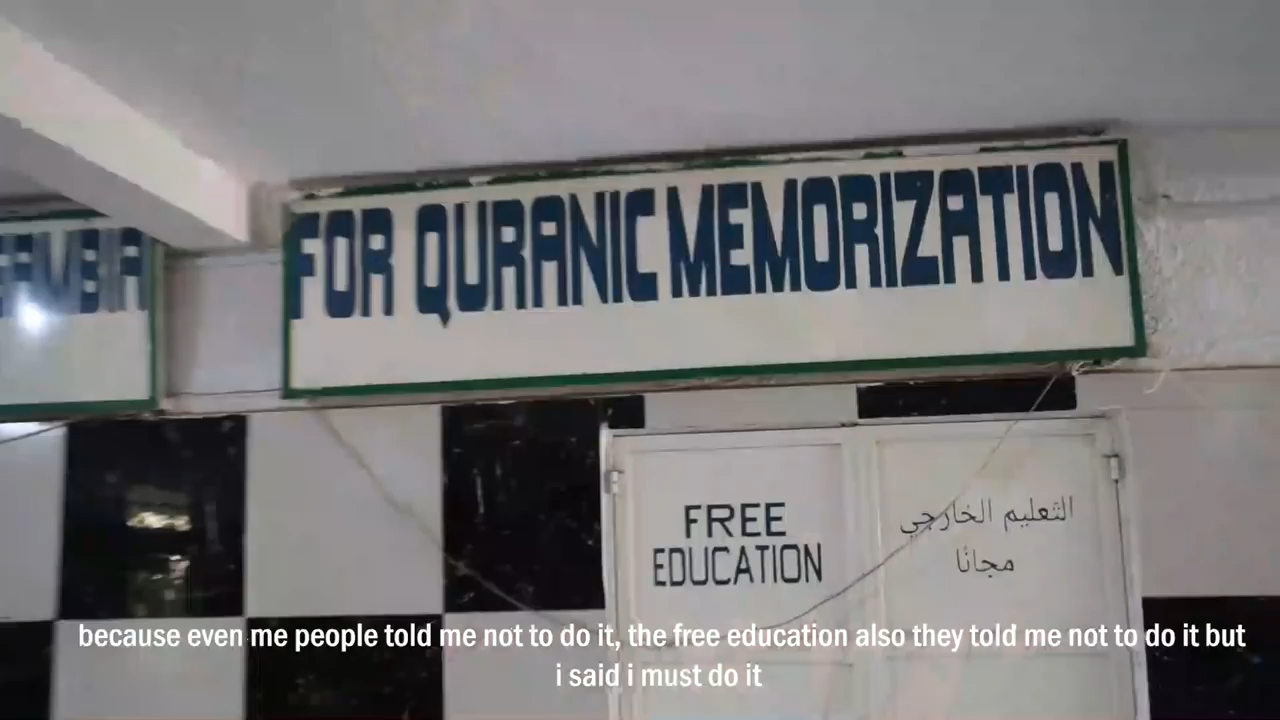 FOR QURANIC MEMORIZATION
FREE
EDUCATION
التعليم الخارجي
مجانًا
because even me people told me not to do it, the free education also they told me not to do it but
i said i must do it